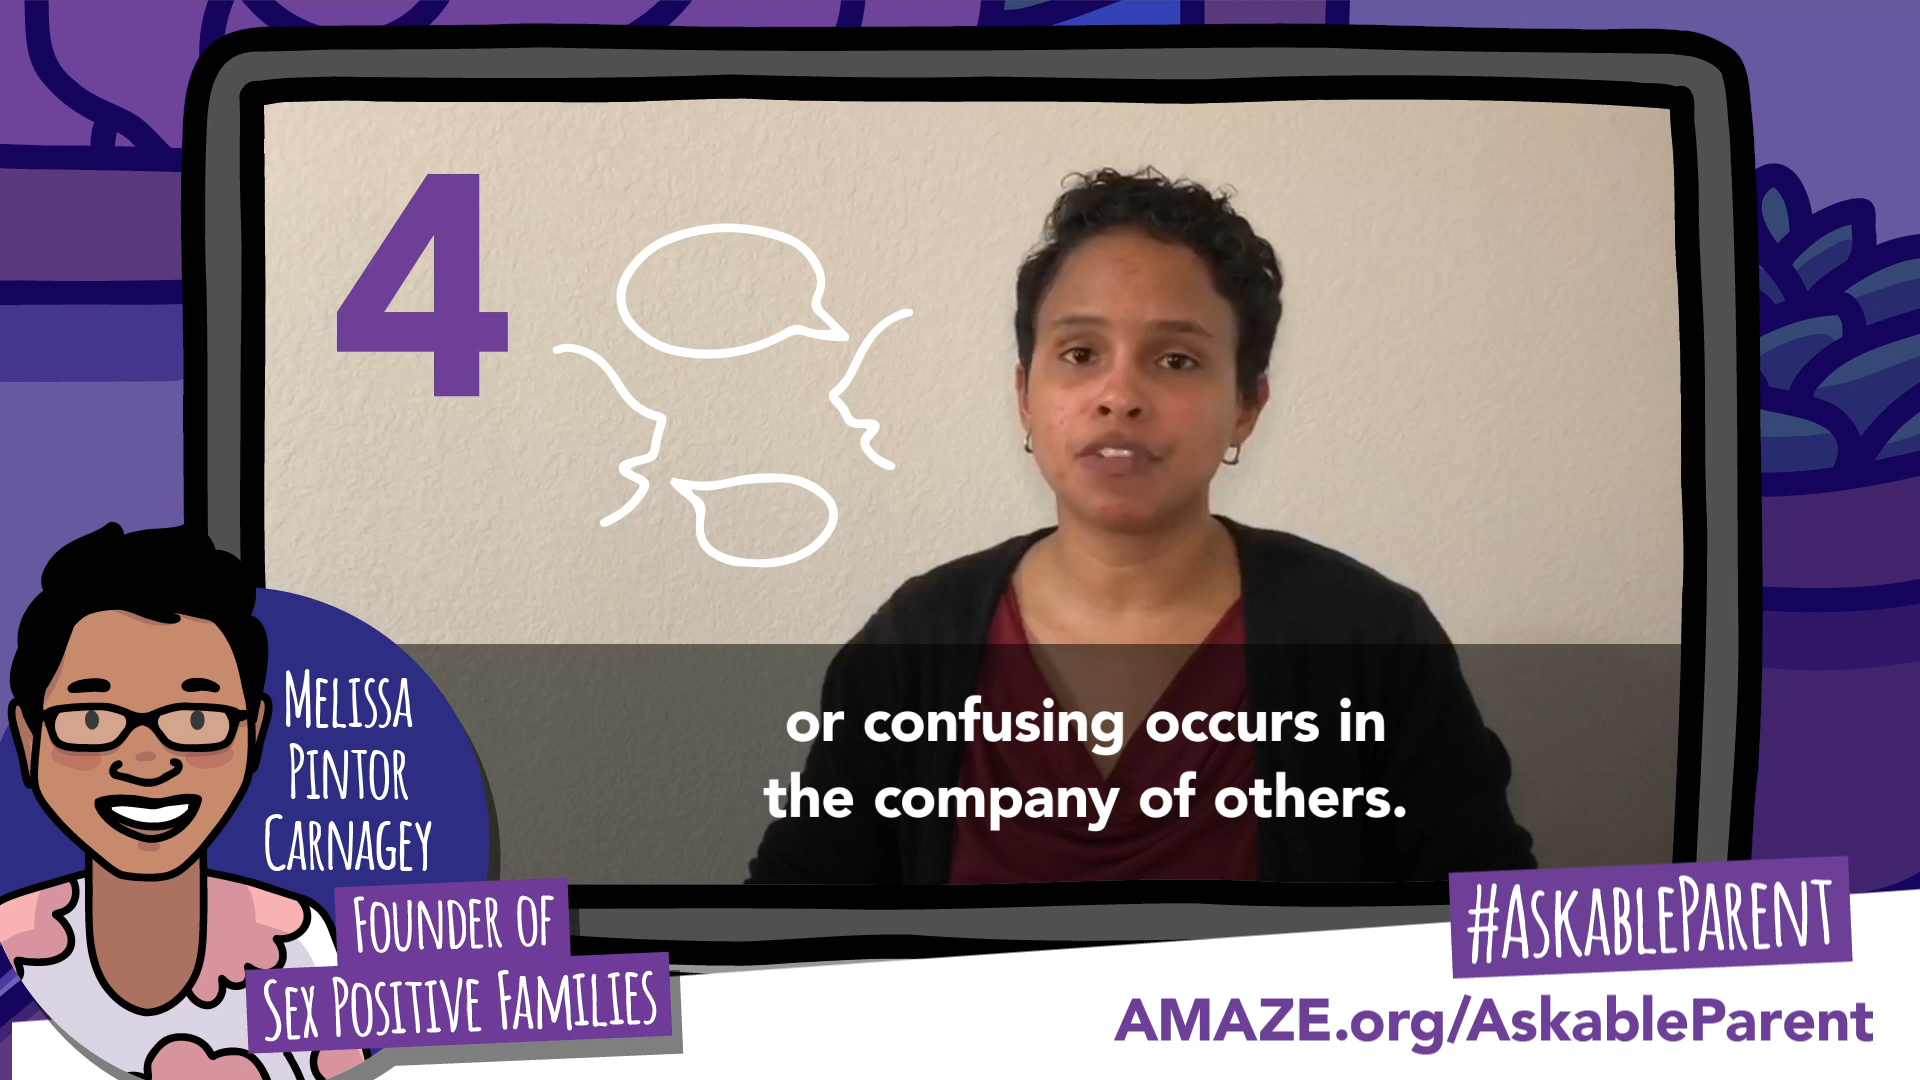 4
or confusing occurs in
the company of others.
MELISSA
PINTOR
CARNAGEY
FOUNDER OF
SEX POSITIVE FAMILIES
#ASKABLEPARENT
AMAZE.org/AskableParent